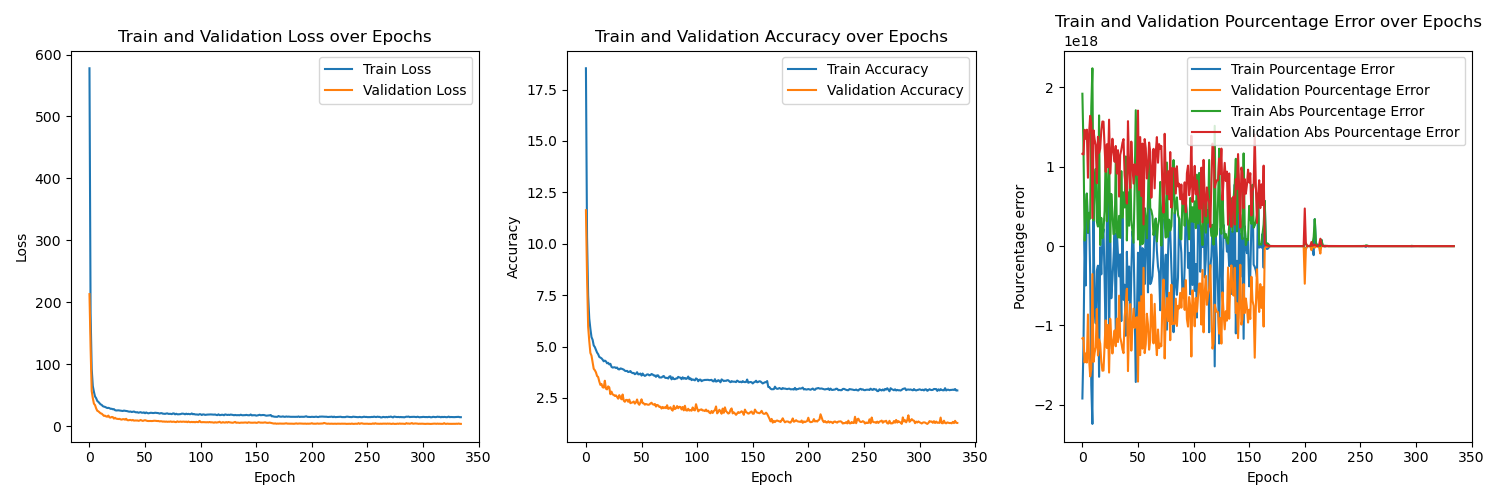 Train and Validation Loss over Epochs
600
500
400
300
200
100
0
Loss
0 50 100 150 200 250 300 350
Epoch
Train Loss
Validation Loss
Train and Validation Accuracy over Epochs
17.5
15.0
12.5
10.0
7.5
5.0
2.5
Accuracy
0 50 100 150 200 250 300 350
Epoch
Train Accuracy
Validation Accuracy
Train and Validation Pourcentage Error over Epochs
1e18
2
1
0
−1
−2
Pourcentage error
0 50 100 150 200 250 300 350
Epoch
Train Pourcentage Error
Validation Pourcentage Error
Train Abs Pourcentage Error
Validation Abs Pourcentage Error